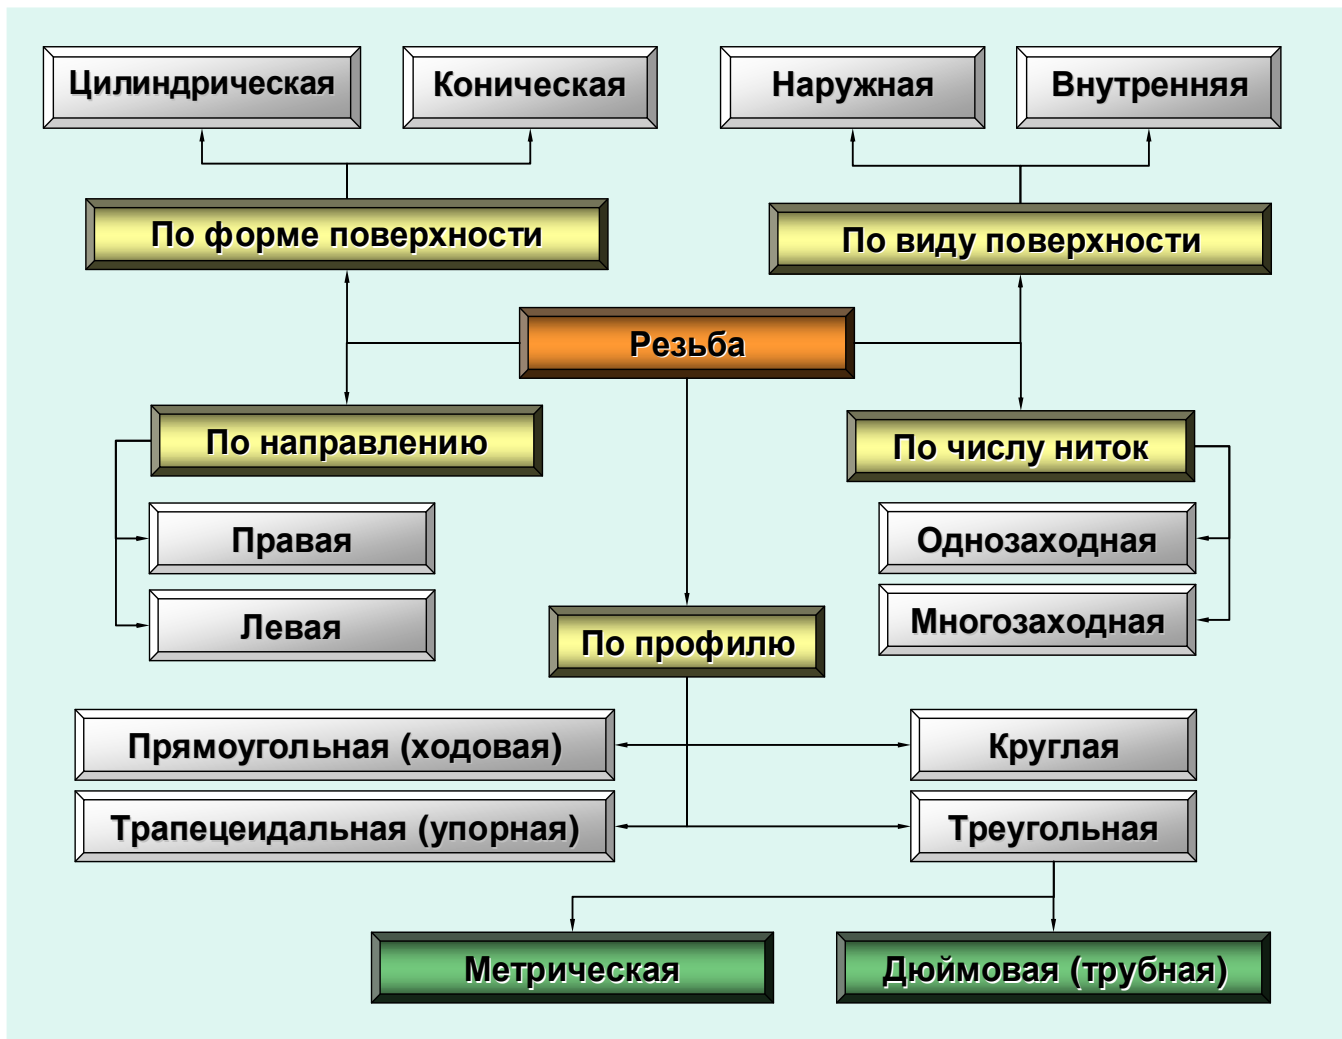 Цилиндрическая
Коническая
Наружная
Внутренняя
По форме поверхности
По виду поверхности
Резьба
По направлению
По числу ниток
Правая
Однозаходная
Левая
Многозаходная
По профилю
Прямоугольная (ходовая)
Круглая
Трапецеидальная (упорная)
Треугольная
Метрическая
Дюймовая (трубная)